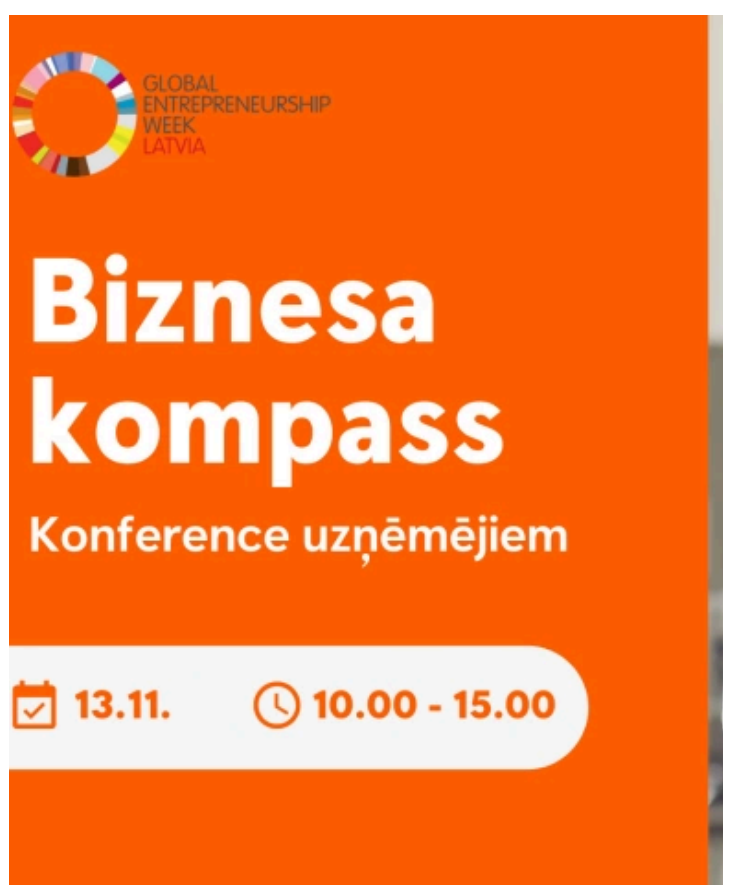 GLOBAL
ENTREPRENEURSHIP
WEEK
LATVIA
Biznesa
kompass
Konference uzņēmējiem
13.11. 10.00 - 15.00